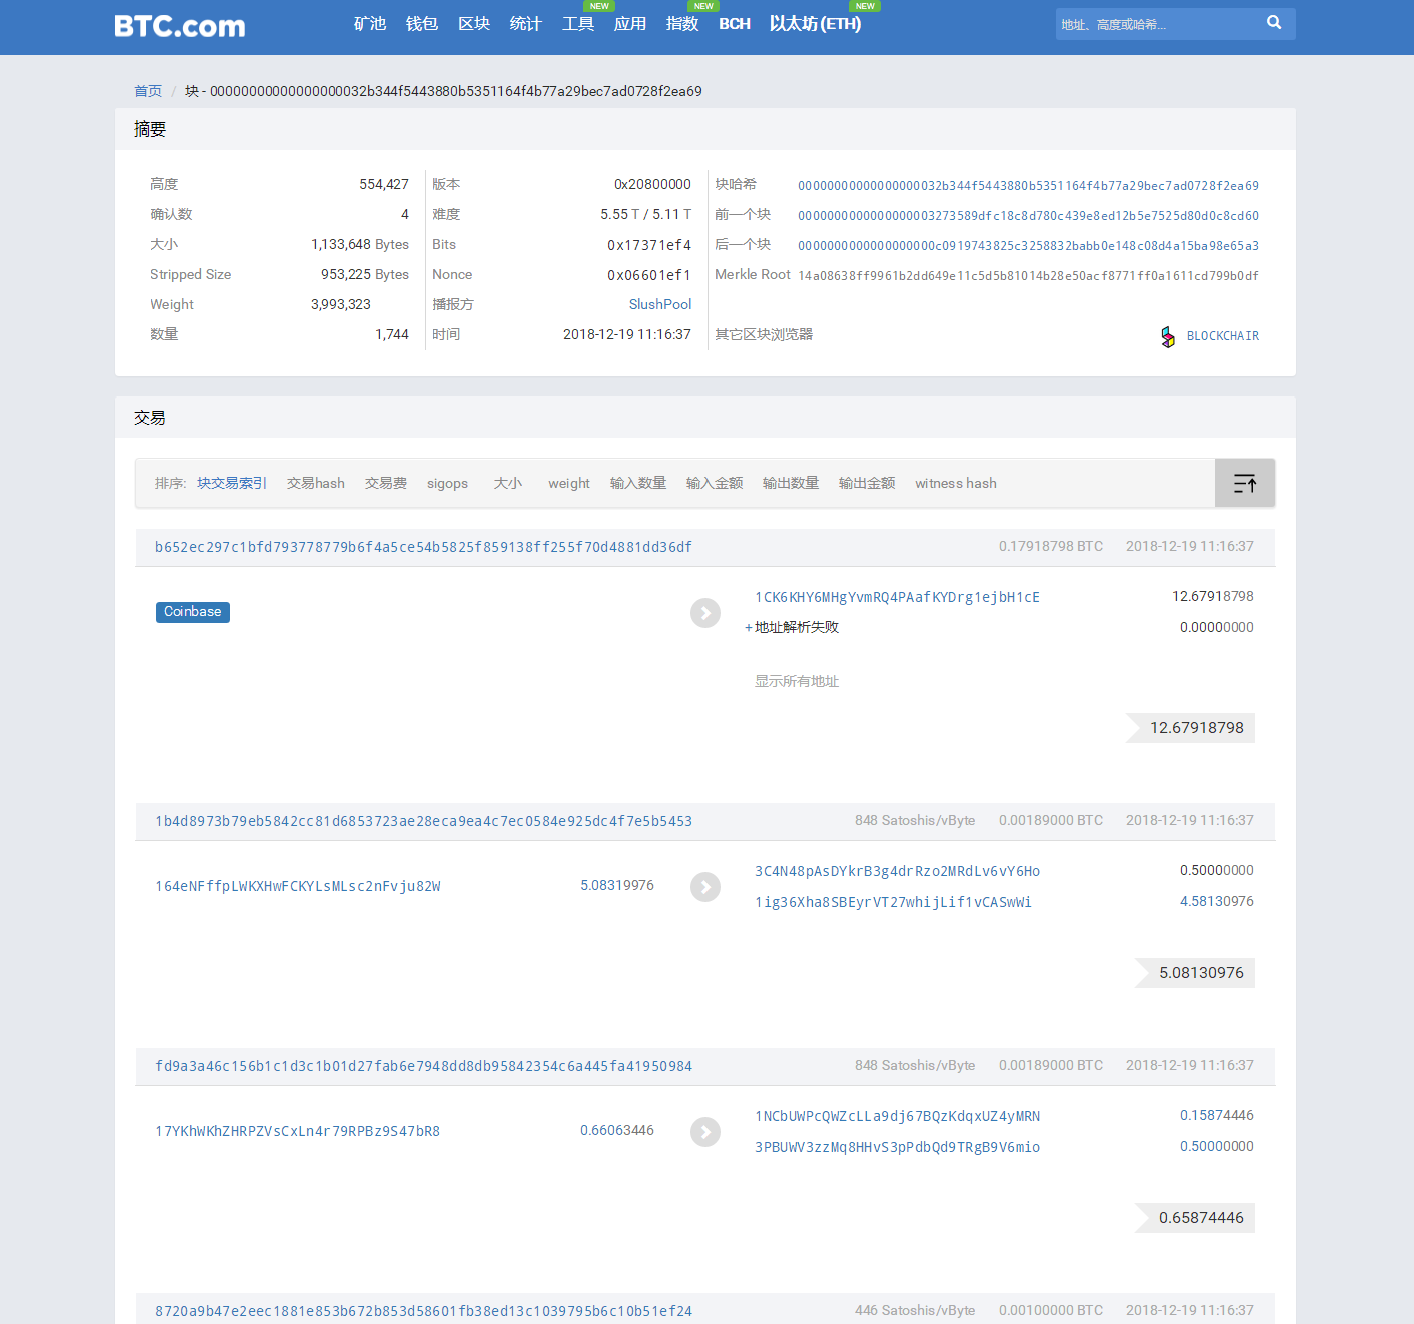 BTC.com 矿池 钱包 区块 统计 工具 NEW 应用 指数 NEW BCH 以太坊 (ETH) NEW 地址、高度或哈希...
首页 / 块 - 00000000000000000032b344f5443880b5351164f4b77a29bec7ad0728f2ea69
摘要
高度 554,427 版本 0x20800000 块哈希 00000000000000000032b344f5443880b5351164f4b77a29bec7ad0728f2ea69
确认数 4 难度 5.55 T / 5.11 T 前一个块 0000000000000000003273589dfc18c8d780c439e8ed12b5e7525d80d0c8cd60
大小 1,133,648 Bytes Bits 0x17371ef4 后一个块 0000000000000000000c0919743825c3258832babb0e148c08d4a15ba98e65a3
Stripped Size 953,225 Bytes Nonce 0x06601ef1 Merkle Root 14a08638ff9961b2dd649e11c5d5b81014b28e50acf8771ff0a1611cd799b0df
Weight 3,993,323 播报方 SlushPool
数量 1,744 时间 2018-12-19 11:16:37 其它区块浏览器 BLOCKCHAIR
交易
排序: 块交易索引 交易hash 交易费 sigops 大小 weight 输入数量 输入金额 输出数量 输出金额 witness hash
b652ec297c1bfd793778779b6f4a5ce54b5825f859138ff255f70d4881dd36df 0.17918798 BTC 2018-12-19 11:16:37
Coinbase 1CK6KHY6MHgYvmRQ4PAafKYDrg1ejbH1cE 12.67918798
+地址解析失败 0.00000000
显示所有地址
12.67918798
1b4d8973b79eb5842cc81d6853723ae28eca9ea4c7ec0584e925dc4f7e5b5453 848 Satoshis/vByte 0.00189000 BTC 2018-12-19 11:16:37
164eNFffpLWKXHwFCKYLsMLsc2nFvju82W 5.08319976 3C4N48pAsDYkrB3g4drRzo2MRdLv6vY6Ho 0.50000000
1ig36Xha8SBEyrVT27whijLif1vCASwWi 4.58130976
5.08130976
fd9a3a46c156b1c1d3c1b01d27fab6e7948dd8db95842354c6a445fa41950984 848 Satoshis/vByte 0.00189000 BTC 2018-12-19 11:16:37
17YKhWKhZHRPZVsCxLn4r79RPBz9S47bR8 0.66063446 1NCbUWPcQWZcLLa9dj67BQzKdqxUZ4yMRN 0.15874446
3PBUWV3zzMq8HHvS3pPdbQd9TRgB9V6mio 0.50000000
0.65874446
8720a9b47e2eec1881e853b672b853d58601fb38ed13c1039795b6c10b51ef24 446 Satoshis/vByte 0.00100000 BTC 2018-12-19 11:16:37